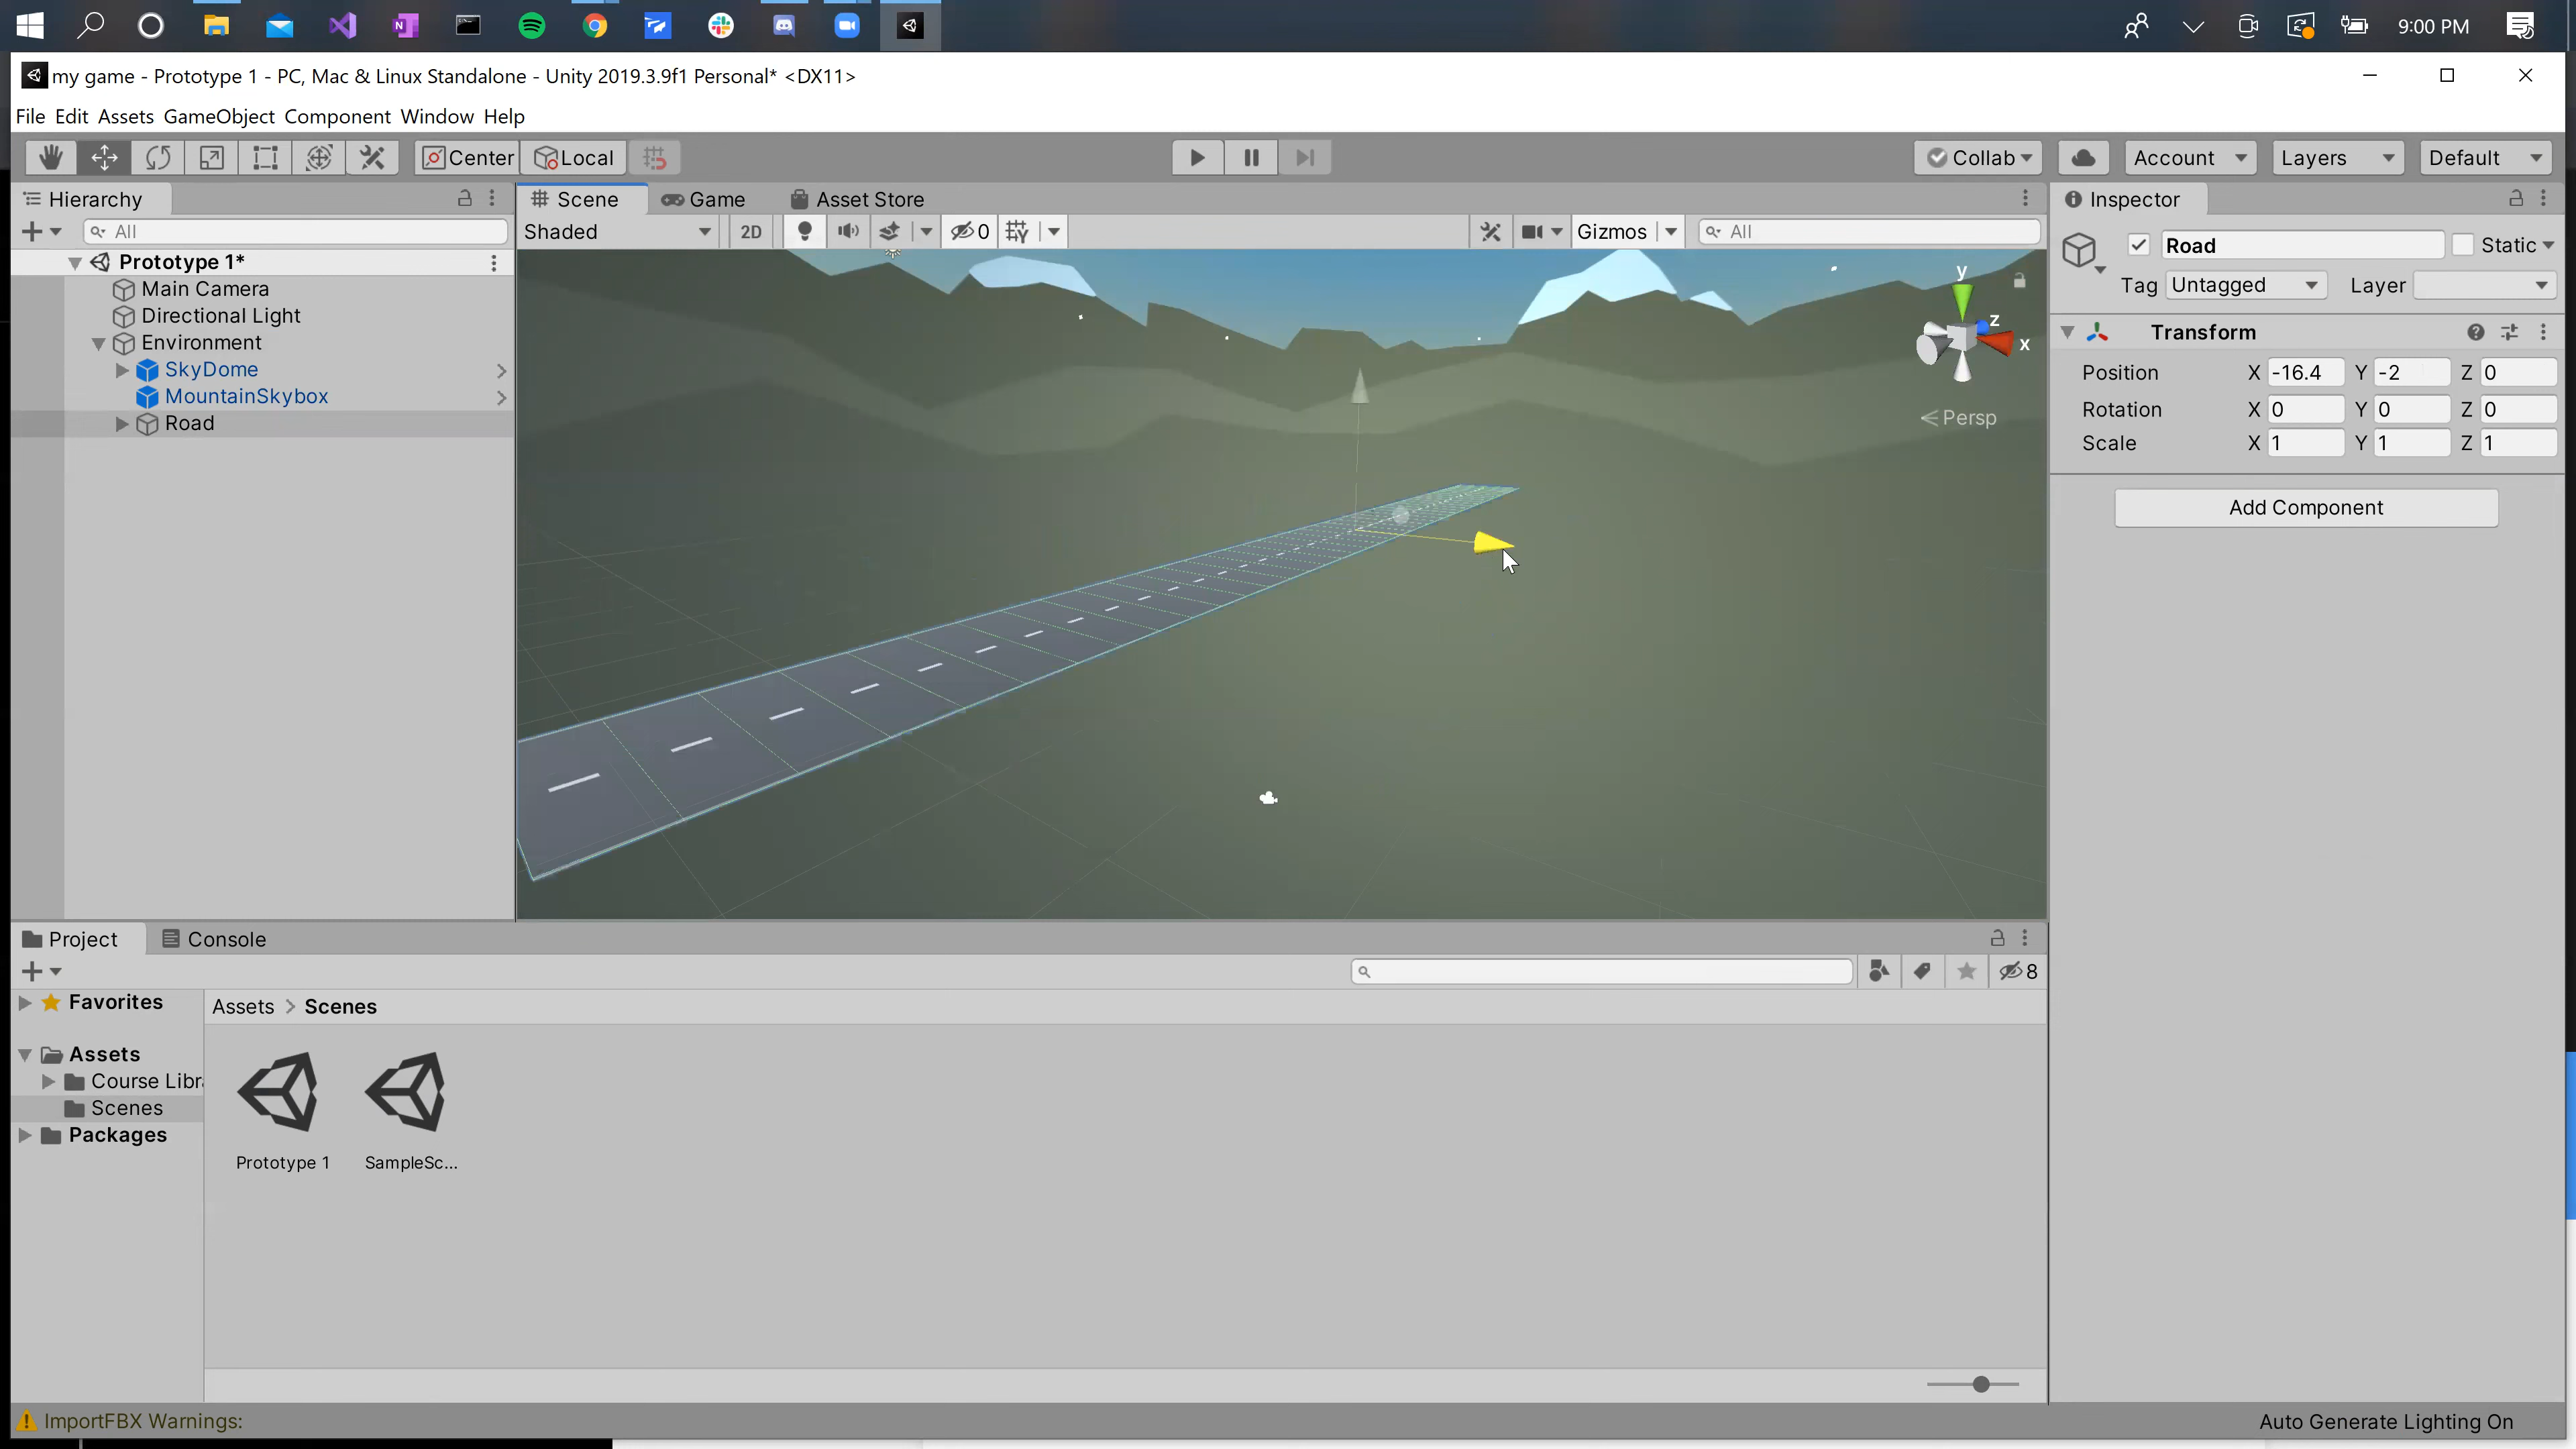 9:00 PM
my game - Prototype 1 - PC, Mac & Linux Standalone - Unity 2019.3.9f1 Personal* <DX11>
File Edit Assets GameObject Component Window Help
Center Local Collab Account Layers Default
Hierarchy
All
Prototype 1*
Main Camera
Directional Light
Environment
SkyDome
MountainSkybox
Road
Scene Game Asset Store
Shaded 2D 0 Gizmos All
y
z
x
Persp
Inspector
Road Static
Tag Untagged Layer
Transform
Position X -16.4 Y -2 Z 0
Rotation X 0 Y 0 Z 0
Scale X 1 Y 1 Z 1
Add Component
Project Console
8
Favorites
Assets
Course Libr
Scenes
Packages
Assets > Scenes
Prototype 1 SampleSc...
ImportFBX Warnings:
Auto Generate Lighting On